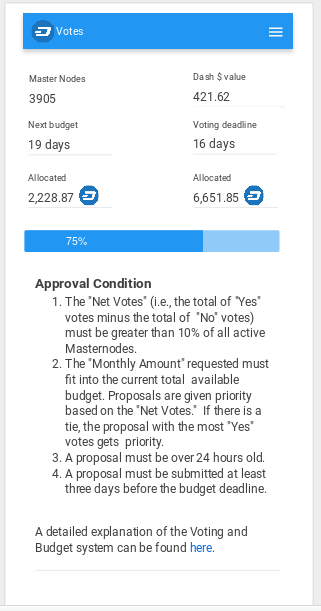 Votes
Master Nodes
Dash $ value
3905
421.62
Next budget
Voting deadline
19 days
16 days
Allocated
Allocated
2,228.87
6,651.85
75%
Approval Condition
1. The "Net Votes" (i.e., the total of "Yes"
votes minus the total of "No" votes)
must be greater than 10% of all active
Masternodes.
2. The "Monthly Amount" requested must
fit into the current total available
budget. Proposals are given priority
based on the "Net Votes." If there is a
tie, the proposal with the most "Yes"
votes gets priority.
3. A proposal must be over 24 hours old.
4. A proposal must be submitted at least
three days before the budget deadline.
A detailed explanation of the Voting and
Budget system can be found here.